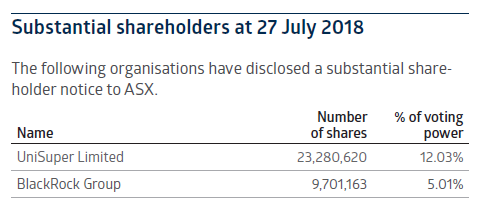 Substantial shareholders at 27 July 2018
The following organisations have disclosed a substantial share-
holder notice to ASX.
Name Number of shares % of voting power
UniSuper Limited 23,280,620 12.03%
BlackRock Group 9,701,163 5.01%